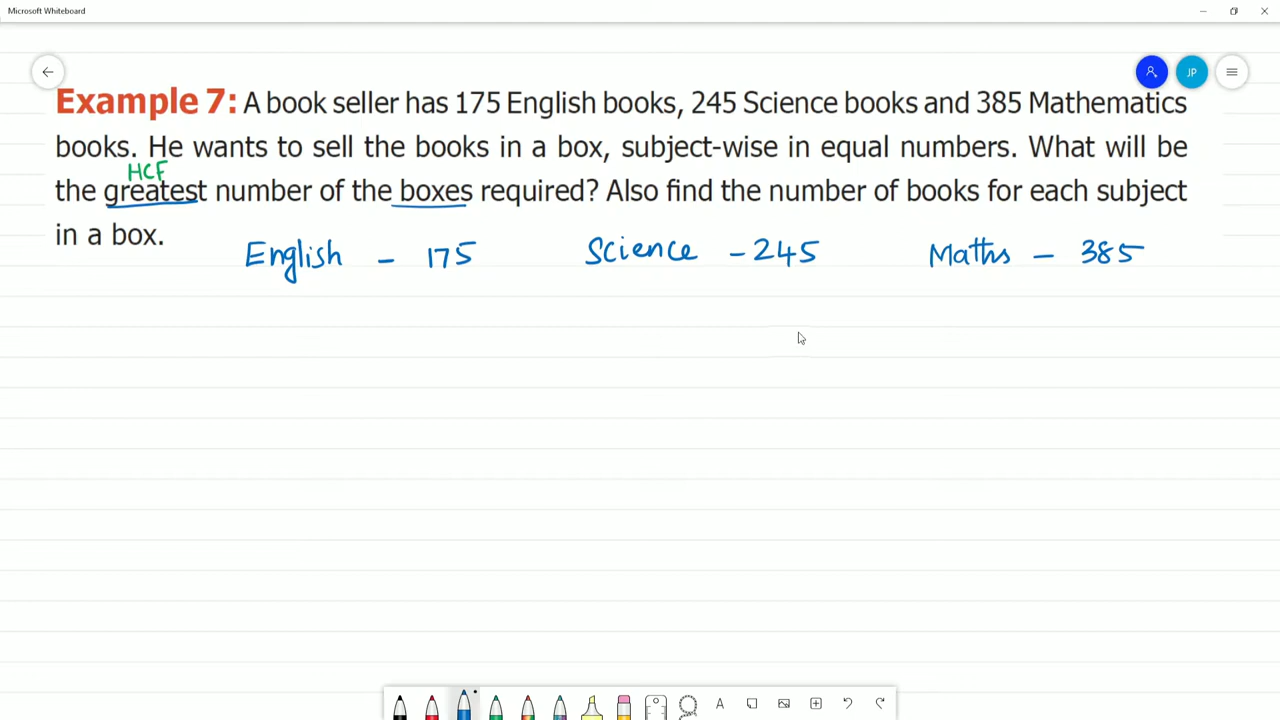 Microsoft Whiteboard
JP
Example 7: A book seller has 175 English books, 245 Science books and 385 Mathematics
books. He wants to sell the books in a box, subject-wise in equal numbers. What will be
HCF
the greatest number of the boxes required? Also find the number of books for each subject
in a box.
English - 175 Science - 245 Maths - 385
A